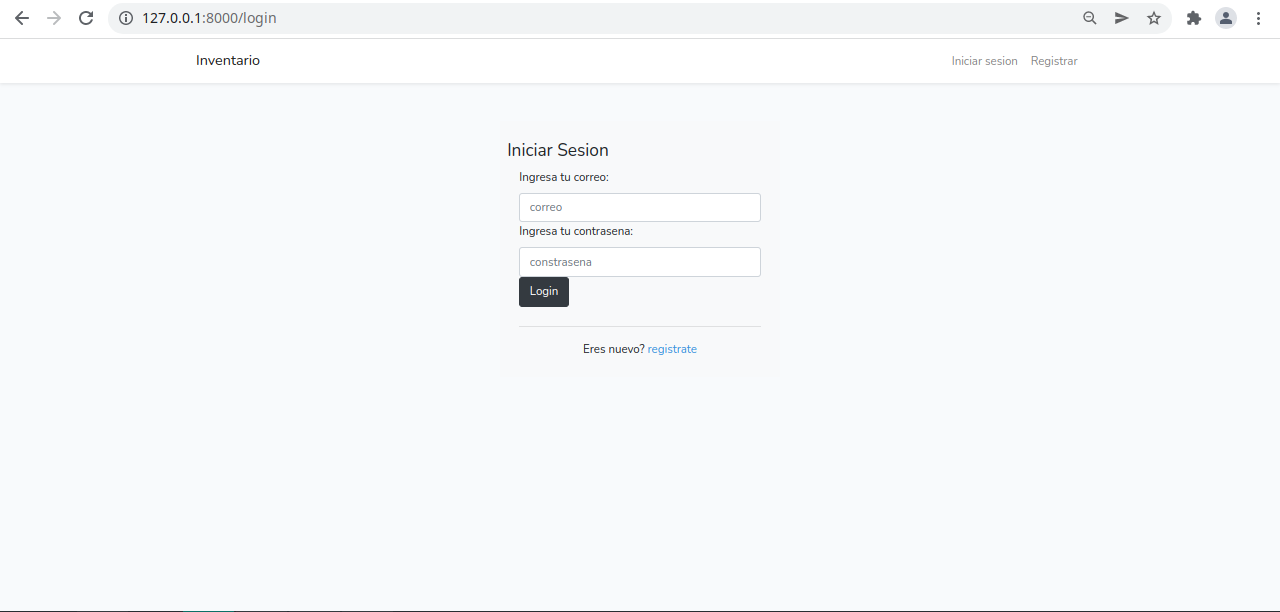 127.0.0.1:8000/login
Inventario Iniciar sesion Registrar
Iniciar Sesion
Ingresa tu correo:
correo
Ingresa tu contrasena:
constrasena
Login
Eres nuevo? registrate